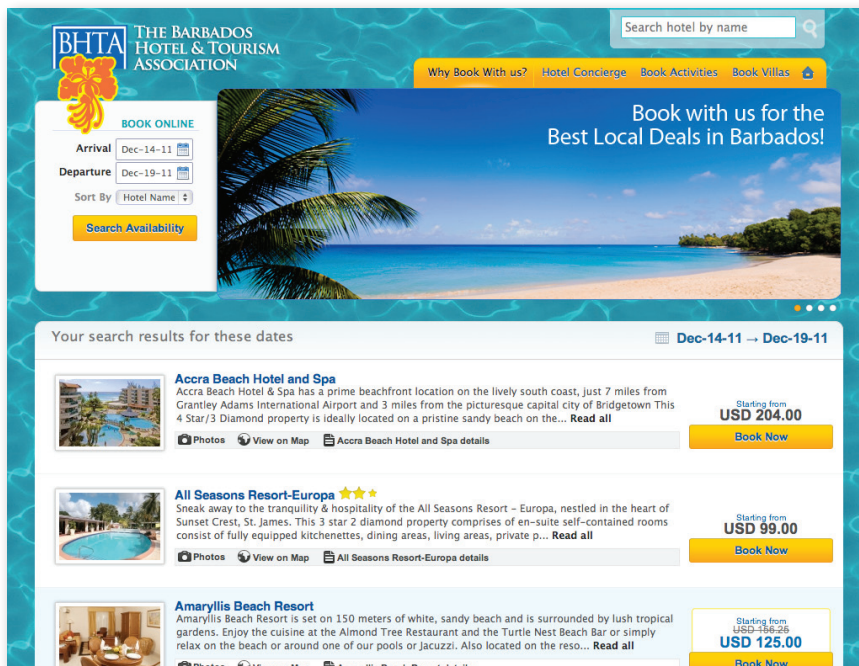 BHTA
THE BARBADOS
HOTEL & TOURISM
ASSOCIATION
Search hotel by name
Why Book With us? Hotel Concierge Book Activities Book Villas
BOOK ONLINE
Arrival Dec-14-11
Departure Dec-19-11
Sort By Hotel Name
Search Availability
Book with us for the
Best Local Deals in Barbados!
Your search results for these dates
Dec-14-11 → Dec-19-11
Accra Beach Hotel and Spa
Accra Beach Hotel & Spa has a prime beachfront location on the lively south coast, just 7 miles from
Grantley Adams International Airport and 3 miles from the picturesque capital city of Bridgetown This
4 Star/3 Diamond property is ideally located on a pristine sandy beach on the... Read all
Photos View on Map Accra Beach Hotel and Spa details
Starting from
USD 204.00
Book Now
All Seasons Resort-Europa
Sneak away to the tranquility & hospitality of the All Seasons Resort – Europa, nestled in the heart of
Sunset Crest, St. James. This 3 star 2 diamond property comprises of en-suite self-contained rooms
consist of fully equipped kitchenettes, dining areas, living areas, private p... Read all
Photos View on Map All Seasons Resort-Europa details
Starting from
USD 99.00
Book Now
Amaryllis Beach Resort
Amaryllis Beach Resort is set on 150 meters of white, sandy beach and is surrounded by lush tropical
gardens. Enjoy the cuisine at the Almond Tree Restaurant and the Turtle Nest Beach Bar or simply
relax on the beach or around one of our pools or Jacuzzi. Also located on the reso... Read all
Photos View on Map Amaryllis Beach Resort details
Starting from
USD 156.25
USD 125.00
Book Now